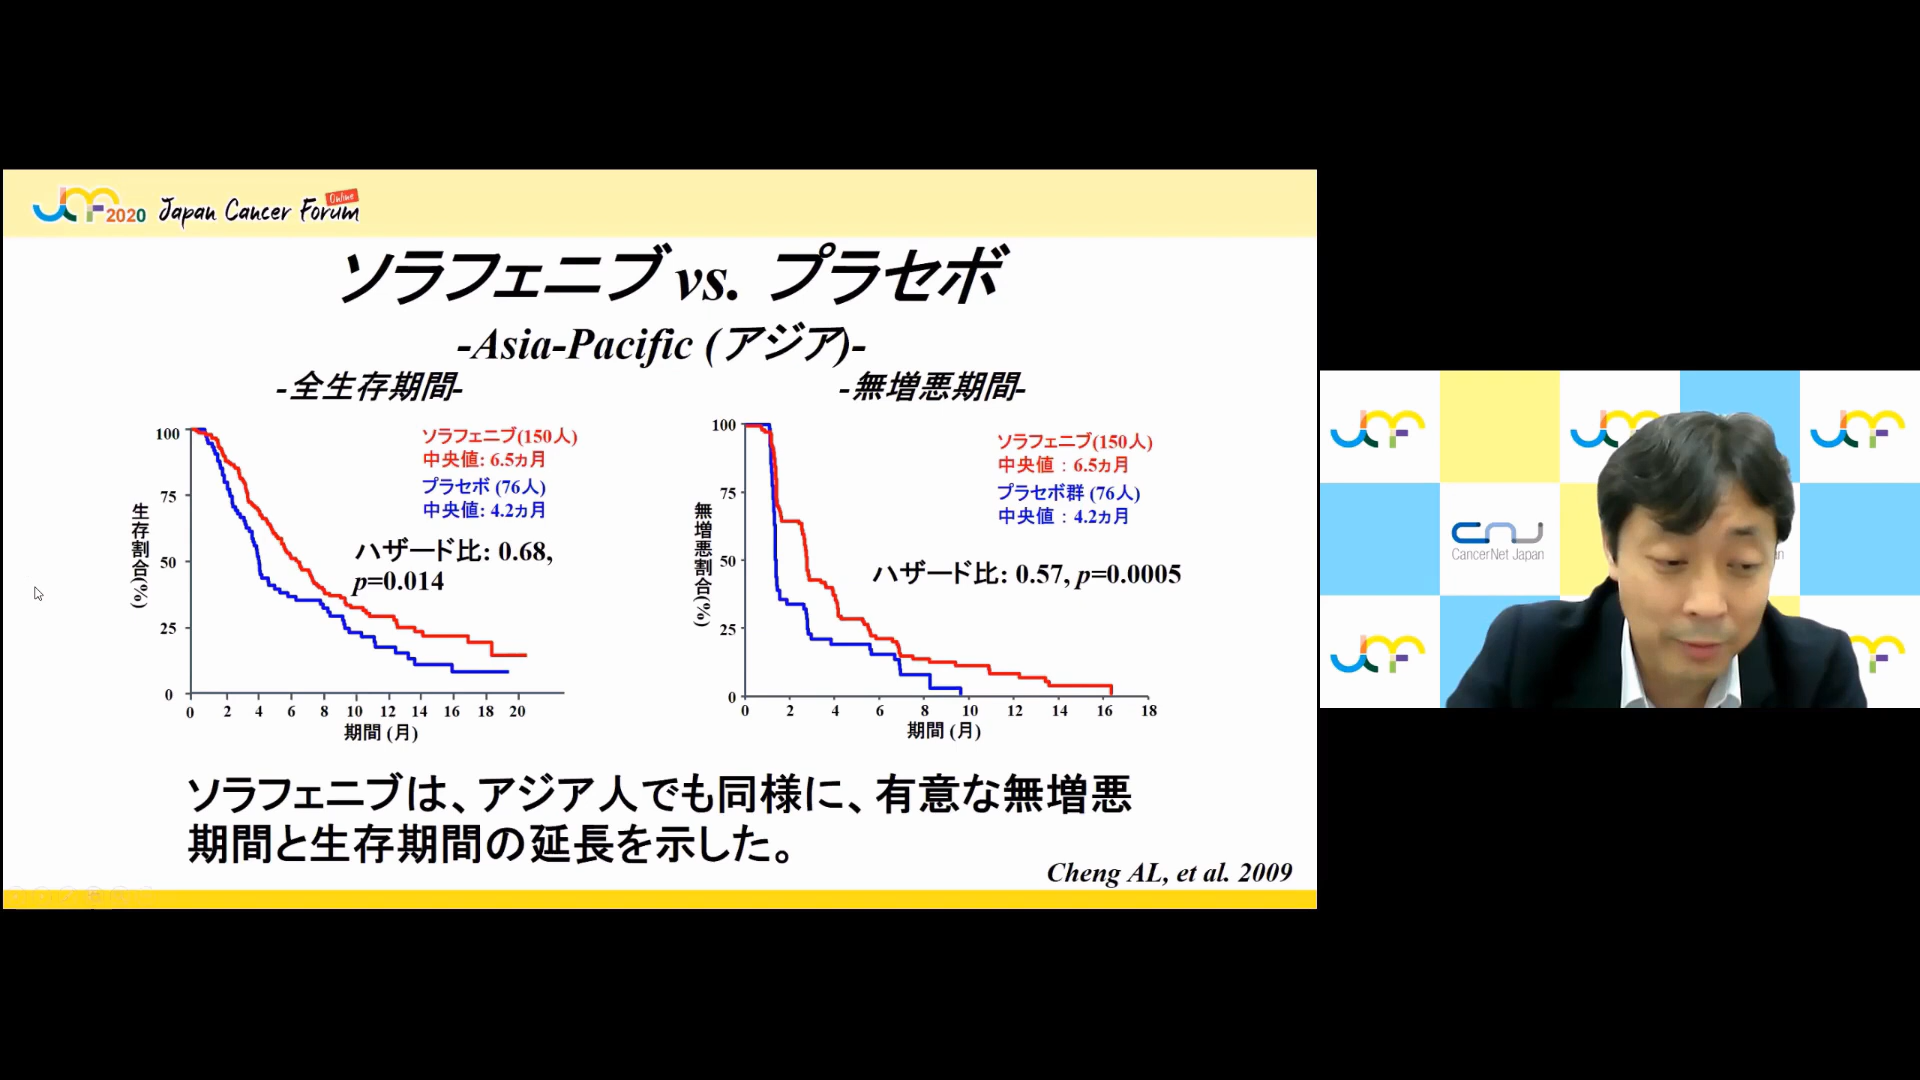 2020 Japan Cancer Forum Online
ソラフェニブ vs. プラセボ
-Asia-Pacific (アジア)-
-全生存期間-
-無増悪期間-
生存割合(%)
100
75
50
25
0
0 2 4 6 8 10 12 14 16 18 20
期間 (月)
ソラフェニブ(150人)
中央値: 6.5ヵ月
プラセボ (76人)
中央値: 4.2ヵ月
ハザード比: 0.68,
p=0.014
無増悪割合(%)
100
75
50
25
0
0 2 4 6 8 10 12 14 16 18
期間 (月)
ソラフェニブ(150人)
中央値：6.5ヵ月
プラセボ群 (76人)
中央値：4.2ヵ月
ハザード比: 0.57, p=0.0005
ソラフェニブは、アジア人でも同様に、有意な無増悪
期間と生存期間の延長を示した。
Cheng AL, et al. 2009
CancerNet Japan